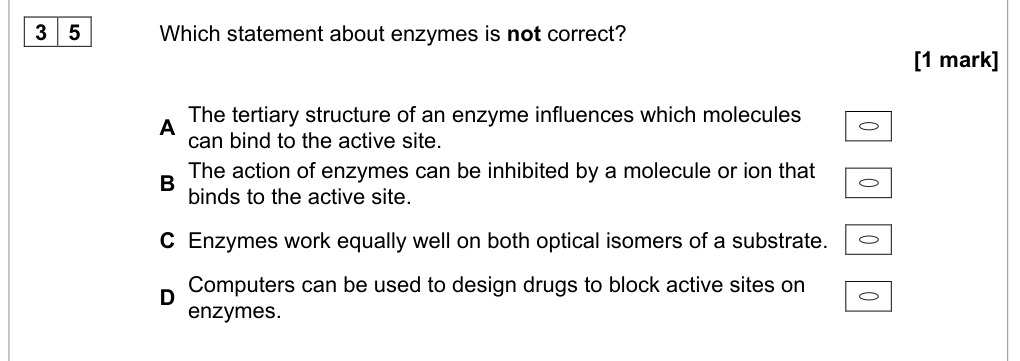 3 5 Which statement about enzymes is not correct?
[1 mark]
A The tertiary structure of an enzyme influences which molecules
can bind to the active site.
B The action of enzymes can be inhibited by a molecule or ion that
binds to the active site.
C Enzymes work equally well on both optical isomers of a substrate.
D Computers can be used to design drugs to block active sites on
enzymes.